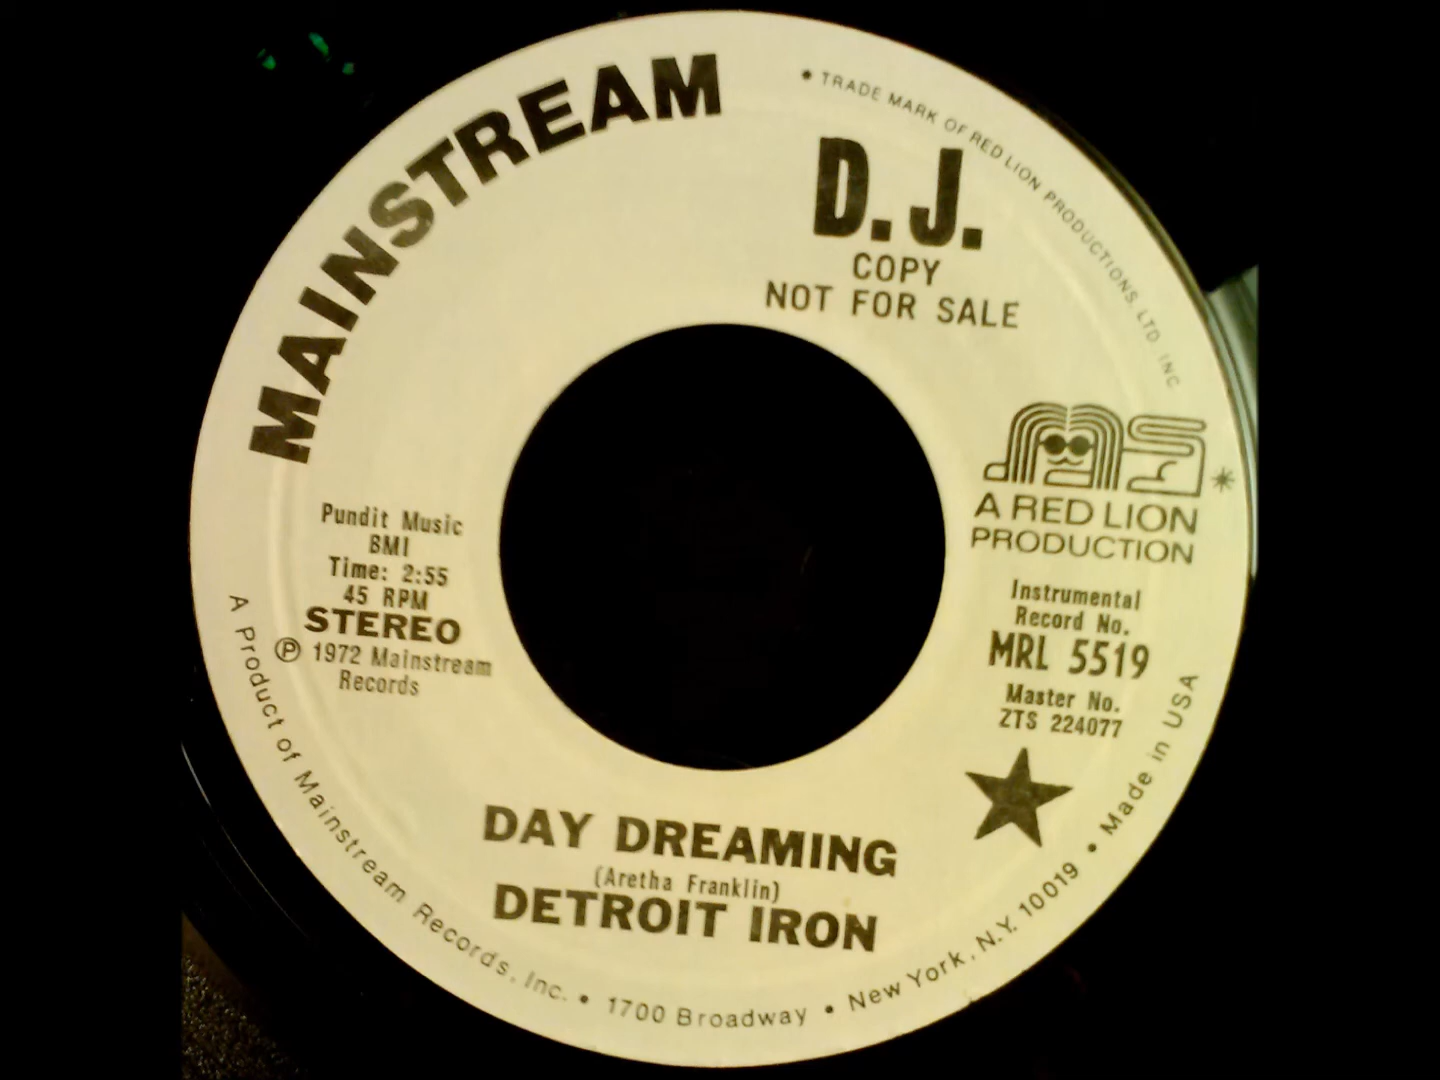 MAINSTREAM
• TRADE MARK OF RED LION PRODUCTIONS, LTD. INC
D.J.
COPY
NOT FOR SALE
*
A RED LION
PRODUCTION
Pundit Music
BMI
Time: 2:55
45 RPM
STEREO
Ⓟ 1972 Mainstream
Records
Instrumental
Record No.
MRL 5519
Master No.
ZTS 224077
DAY DREAMING
(Aretha Franklin)
DETROIT IRON
A Product of Mainstream Records, Inc. • 1700 Broadway • New York, N.Y. 10019 • Made in USA